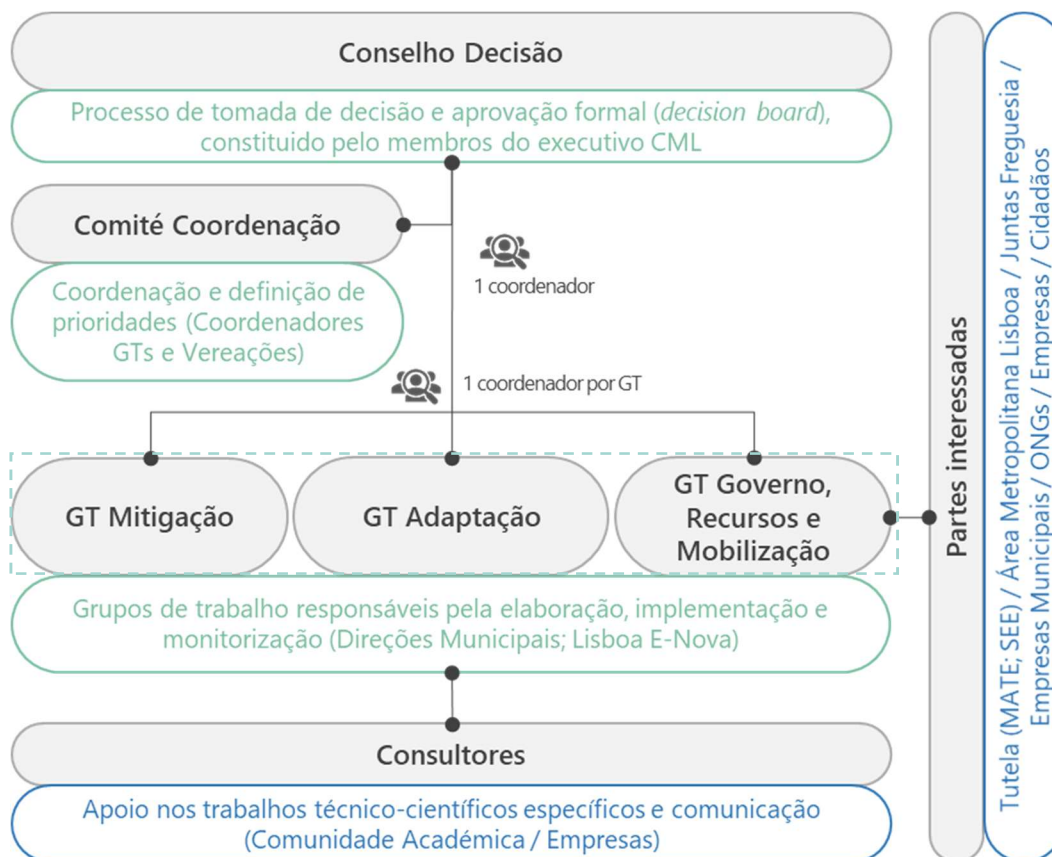 Conselho Decisão
Processo de tomada de decisão e aprovação formal (decision board),
constituido pelo membros do executivo CML
Comité Coordenação
Coordenação e definição de
prioridades (Coordenadores
GTs e Vereações)
1 coordenador
1 coordenador por GT
GT Mitigação
GT Adaptação
GT Governo,
Recursos e
Mobilização
Grupos de trabalho responsáveis pela elaboração, implementação e
monitorização (Direções Municipais; Lisboa E-Nova)
Consultores
Apoio nos trabalhos técnico-científicos específicos e comunicação
(Comunidade Académica / Empresas)
Partes interessadas
Tutela (MATE; SEE) / Área Metropolitana Lisboa / Juntas Freguesia /
Empresas Municipais / ONGs / Empresas / Cidadãos